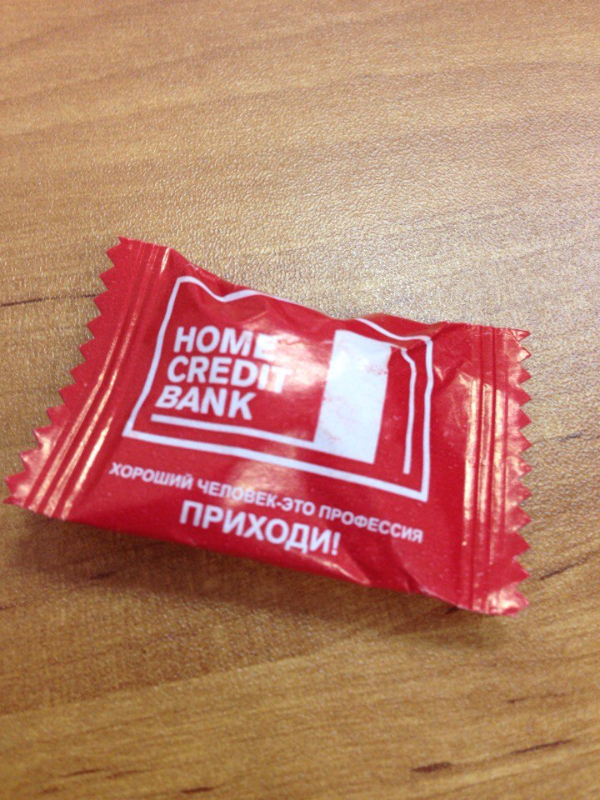 HOME
CREDIT
BANK
ХОРОШИЙ ЧЕЛОВЕК-ЭТО ПРОФЕССИЯ
ПРИХОДИ!